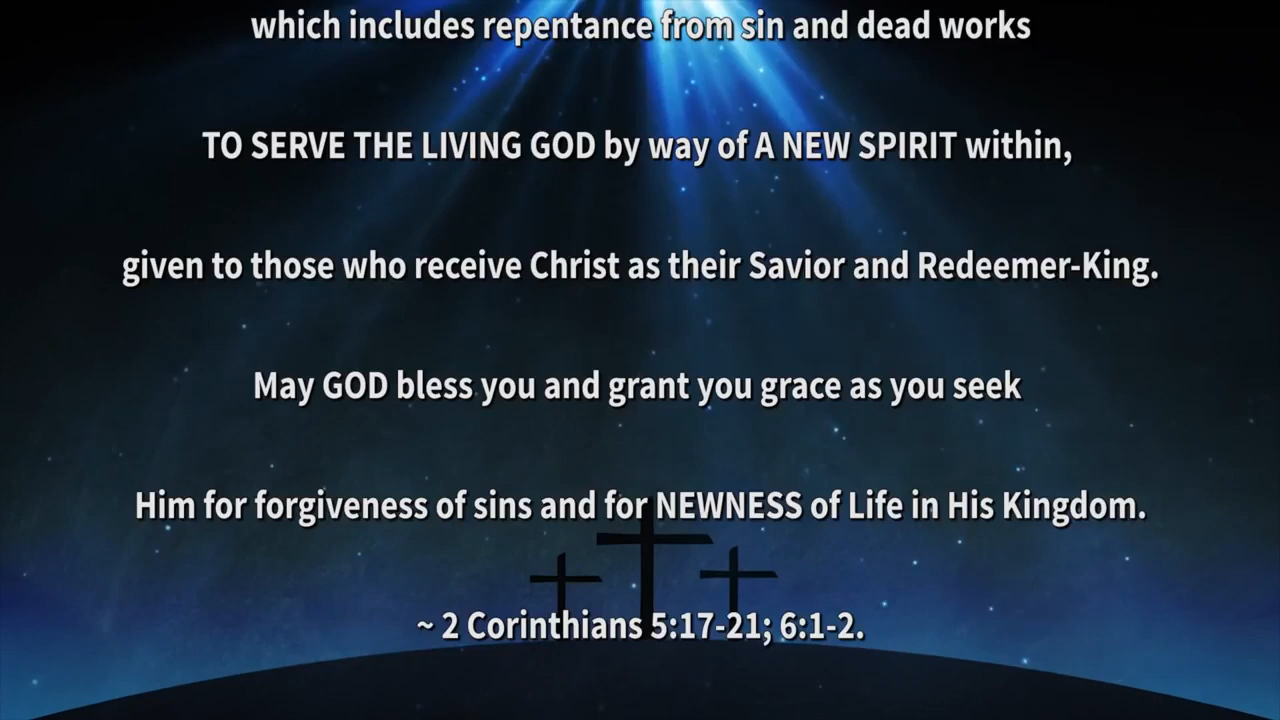 which includes repentance from sin and dead works
TO SERVE THE LIVING GOD by way of A NEW SPIRIT within,
given to those who receive Christ as their Savior and Redeemer-King.
May GOD bless you and grant you grace as you seek
Him for forgiveness of sins and for NEWNESS of Life in His Kingdom.
~ 2 Corinthians 5:17-21; 6:1-2.